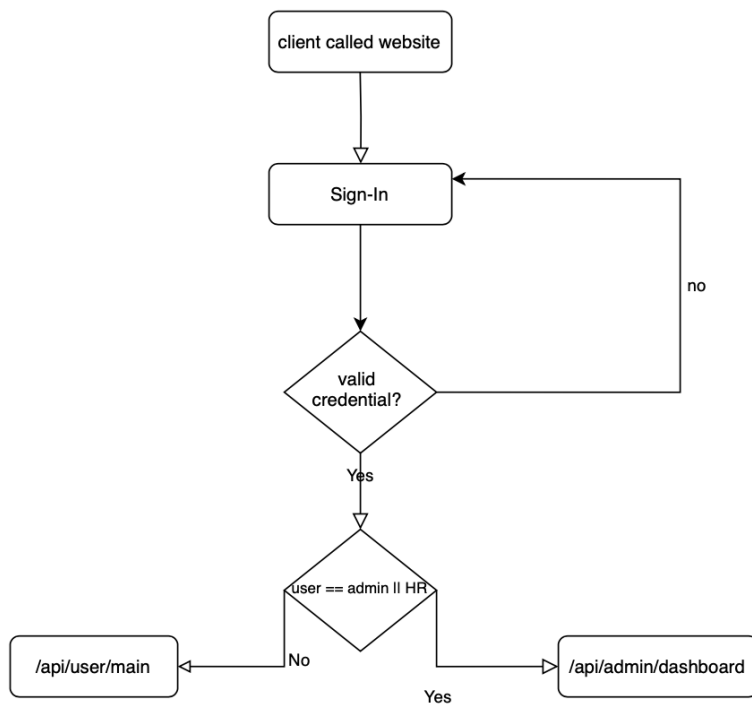 client called website
Sign-In
no
valid
credential?
Yes
user == admin || HR
/api/user/main
No
Yes
/api/admin/dashboard